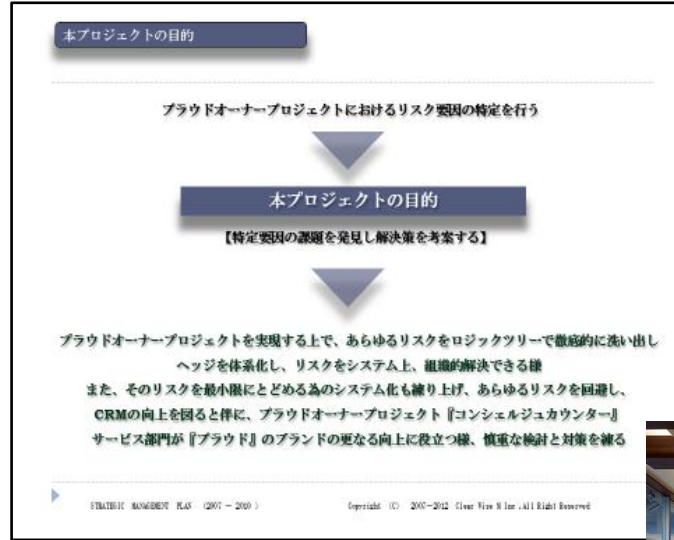 本プロジェクトの目的
プラウドオーナープロジェクトにおけるリスク要因の特定を行う
本プロジェクトの目的
【特定要因の課題を発見し解決策を考案する】
プラウドオーナープロジェクトを実現する上で、あらゆるリスクをロジックツリーで徹底的に洗い出し
ヘッジを体系化し、リスクをシステム上、組織的解決できる様
また、そのリスクを最小限にとどめる為のシステム化も練り上げ、あらゆるリスクを回避し、
CRMの向上を図ると伴に、プラウドオーナープロジェクト『コンシェルジュカウンター』
サービス部門が『プラウド』のブランドの更なる向上に役立つ様、慎重な検討と対策を練る
STRATEGIC MANAGEMENT PLAN (2007 - 2010 )
Copyright (C) 2007-2012 Clear Wise N Inc .All Right Reserved